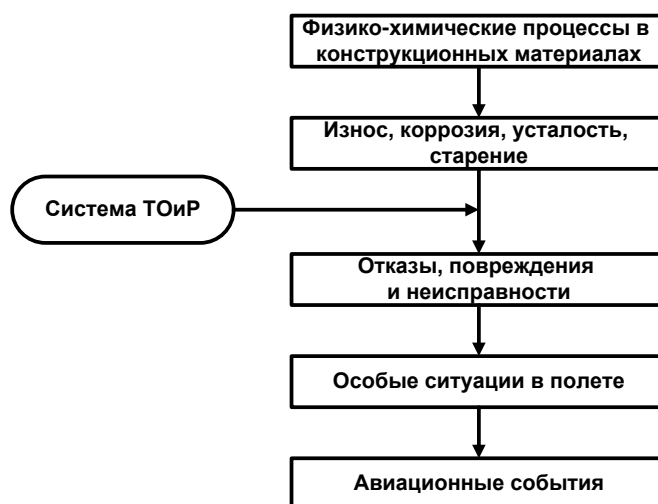 Физико-химические процессы в
конструкционных материалах
Износ, коррозия, усталость,
старение
Система ТОиР
Отказы, повреждения
и неисправности
Особые ситуации в полете
Авиационные события